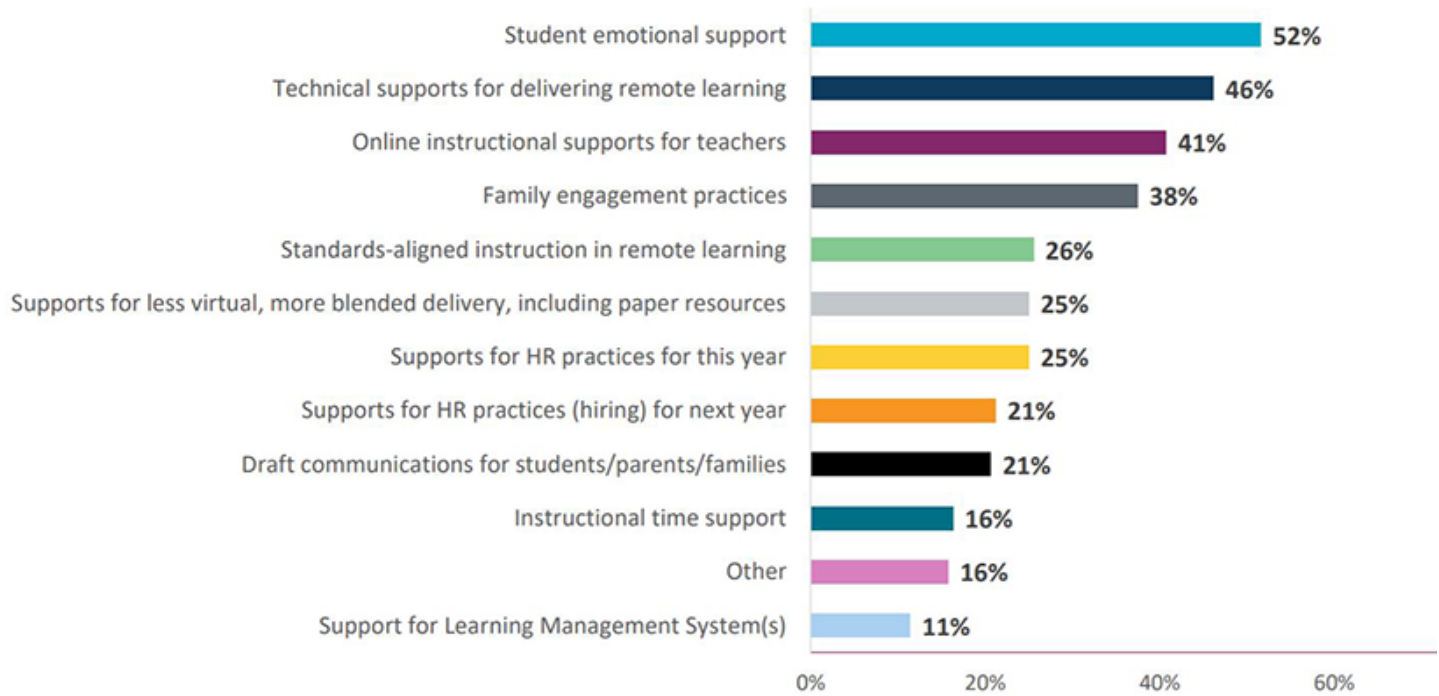 Student emotional support 52%
Technical supports for delivering remote learning 46%
Online instructional supports for teachers 41%
Family engagement practices 38%
Standards-aligned instruction in remote learning 26%
Supports for less virtual, more blended delivery, including paper resources 25%
Supports for HR practices for this year 25%
Supports for HR practices (hiring) for next year 21%
Draft communications for students/parents/families 21%
Instructional time support 16%
Other 16%
Support for Learning Management System(s) 11%
0% 20% 40% 60%